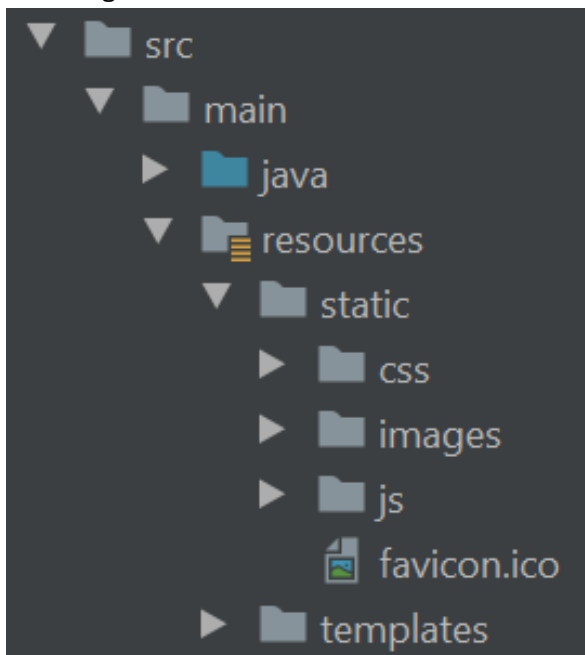 src
main
java
resources
static
css
images
js
favicon.ico
templates